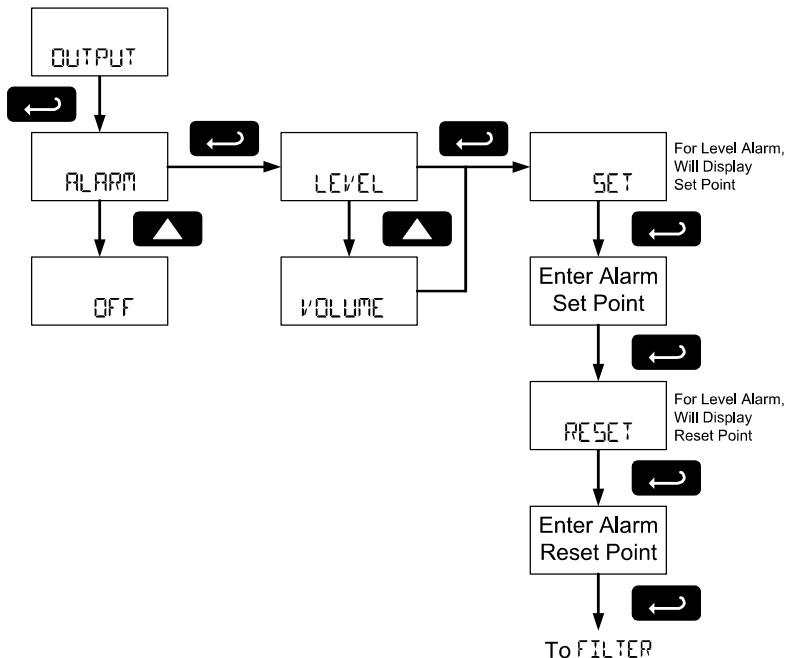 OUTPUT
ALARM
OFF
LEVEL
VOLUME
SET
For Level Alarm,
Will Display
Set Point
Enter Alarm
Set Point
RESET
For Level Alarm,
Will Display
Reset Point
Enter Alarm
Reset Point
To FILTER